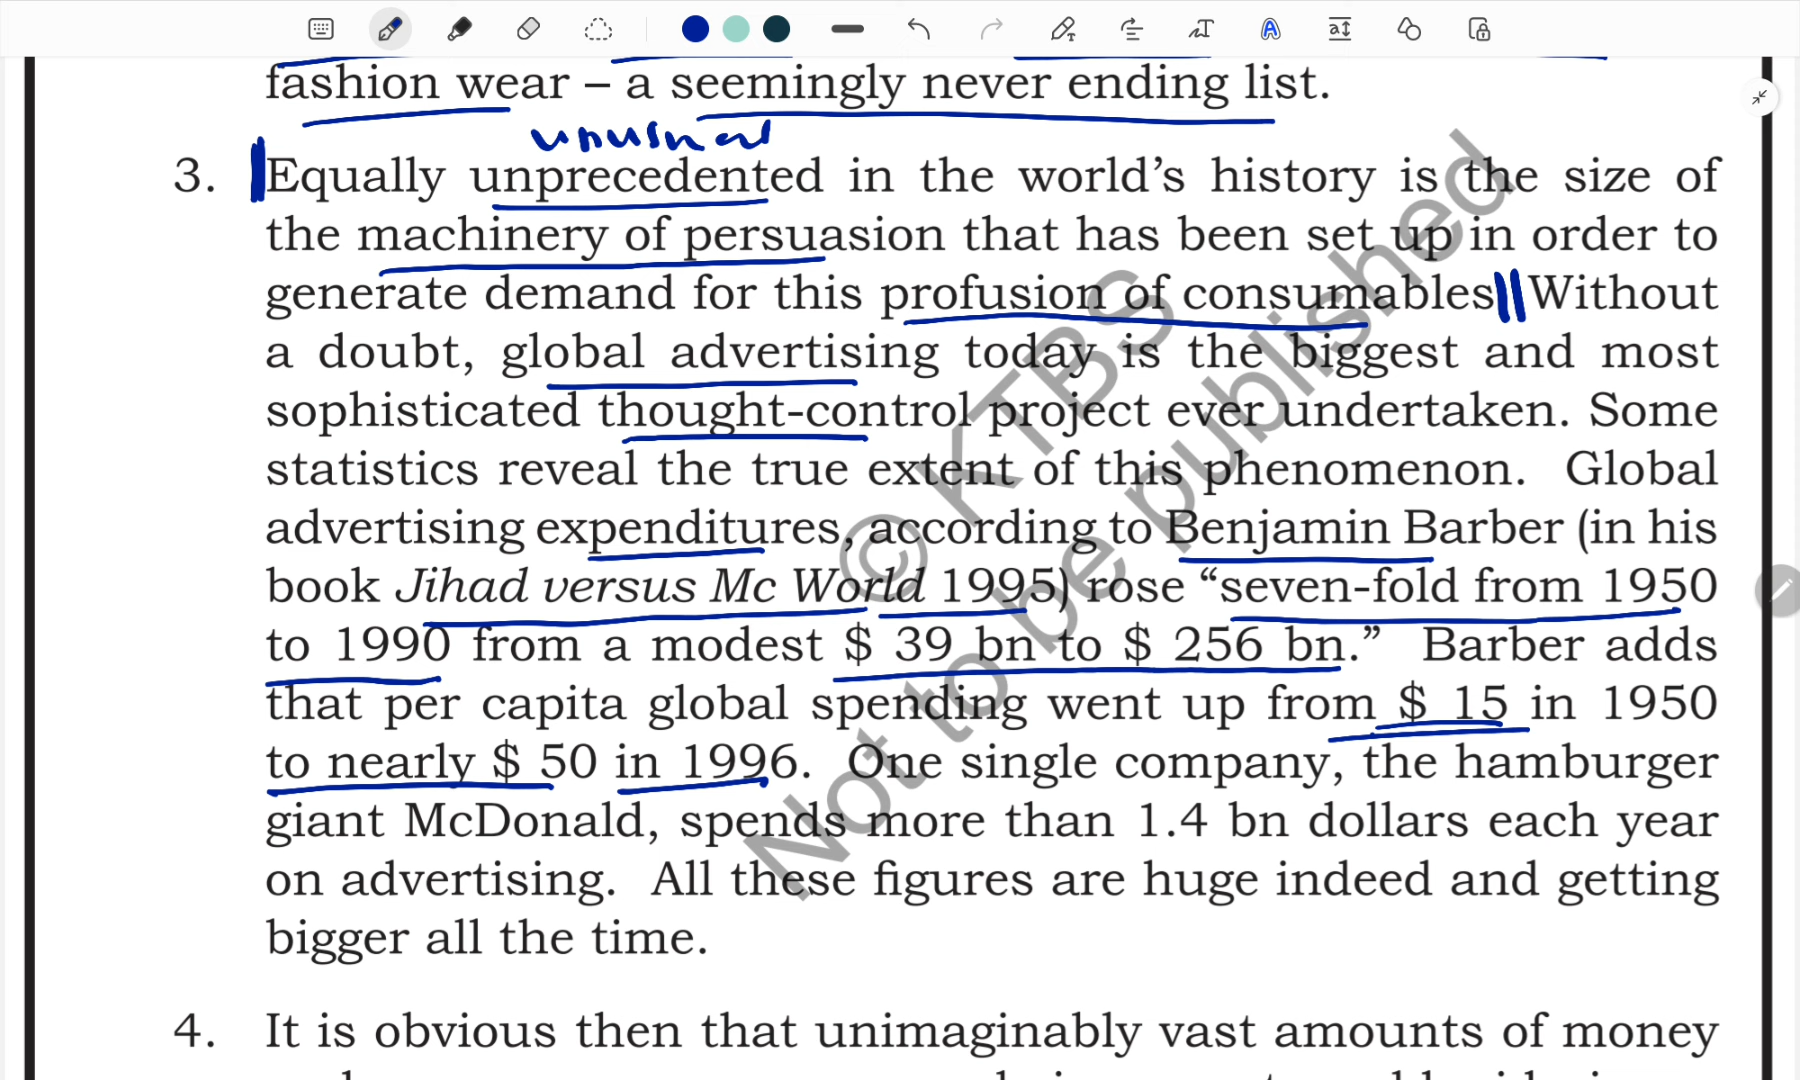 fashion wear – a seemingly never ending list.
unusual
3. Equally unprecedented in the world’s history is the size of
the machinery of persuasion that has been set up in order to
generate demand for this profusion of consumables Without
a doubt, global advertising today is the biggest and most
sophisticated thought-control project ever undertaken. Some
statistics reveal the true extent of this phenomenon. Global
advertising expenditures, according to Benjamin Barber (in his
book Jihad versus Mc World 1995) rose “seven-fold from 1950
to 1990 from a modest $ 39 bn to $ 256 bn.” Barber adds
that per capita global spending went up from $ 15 in 1950
to nearly $ 50 in 1996. One single company, the hamburger
giant McDonald, spends more than 1.4 bn dollars each year
on advertising. All these figures are huge indeed and getting
bigger all the time.
4. It is obvious then that unimaginably vast amounts of money
© KTBS
Not to be published